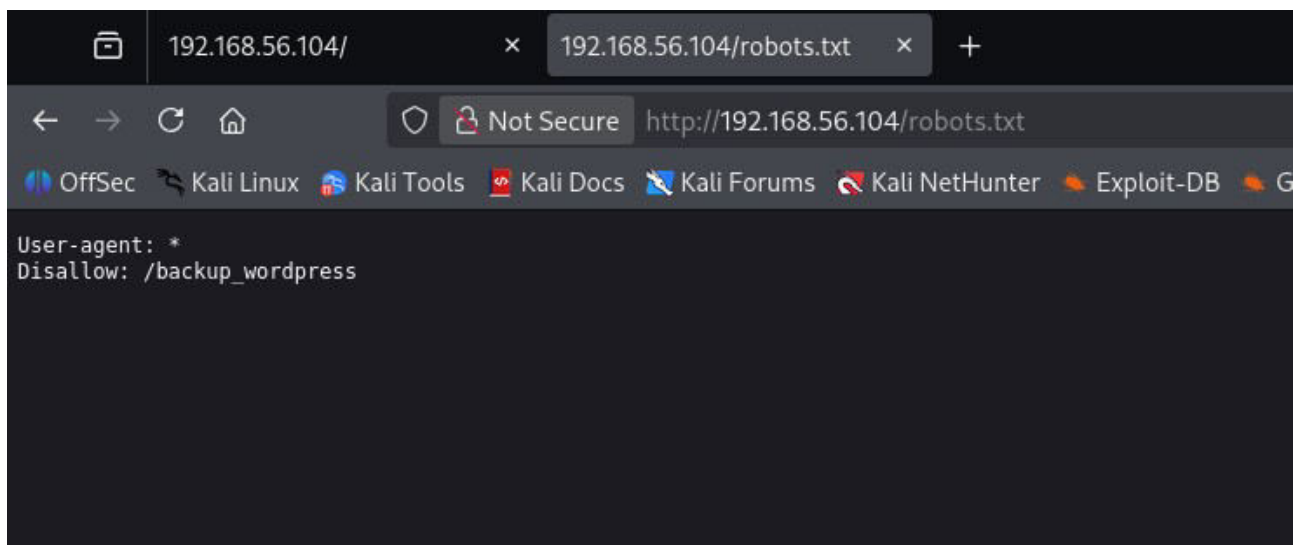 192.168.56.104/
192.168.56.104/robots.txt
Not Secure http://192.168.56.104/robots.txt
OffSec Kali Linux Kali Tools Kali Docs Kali Forums Kali NetHunter Exploit-DB G
User-agent: *
Disallow: /backup_wordpress